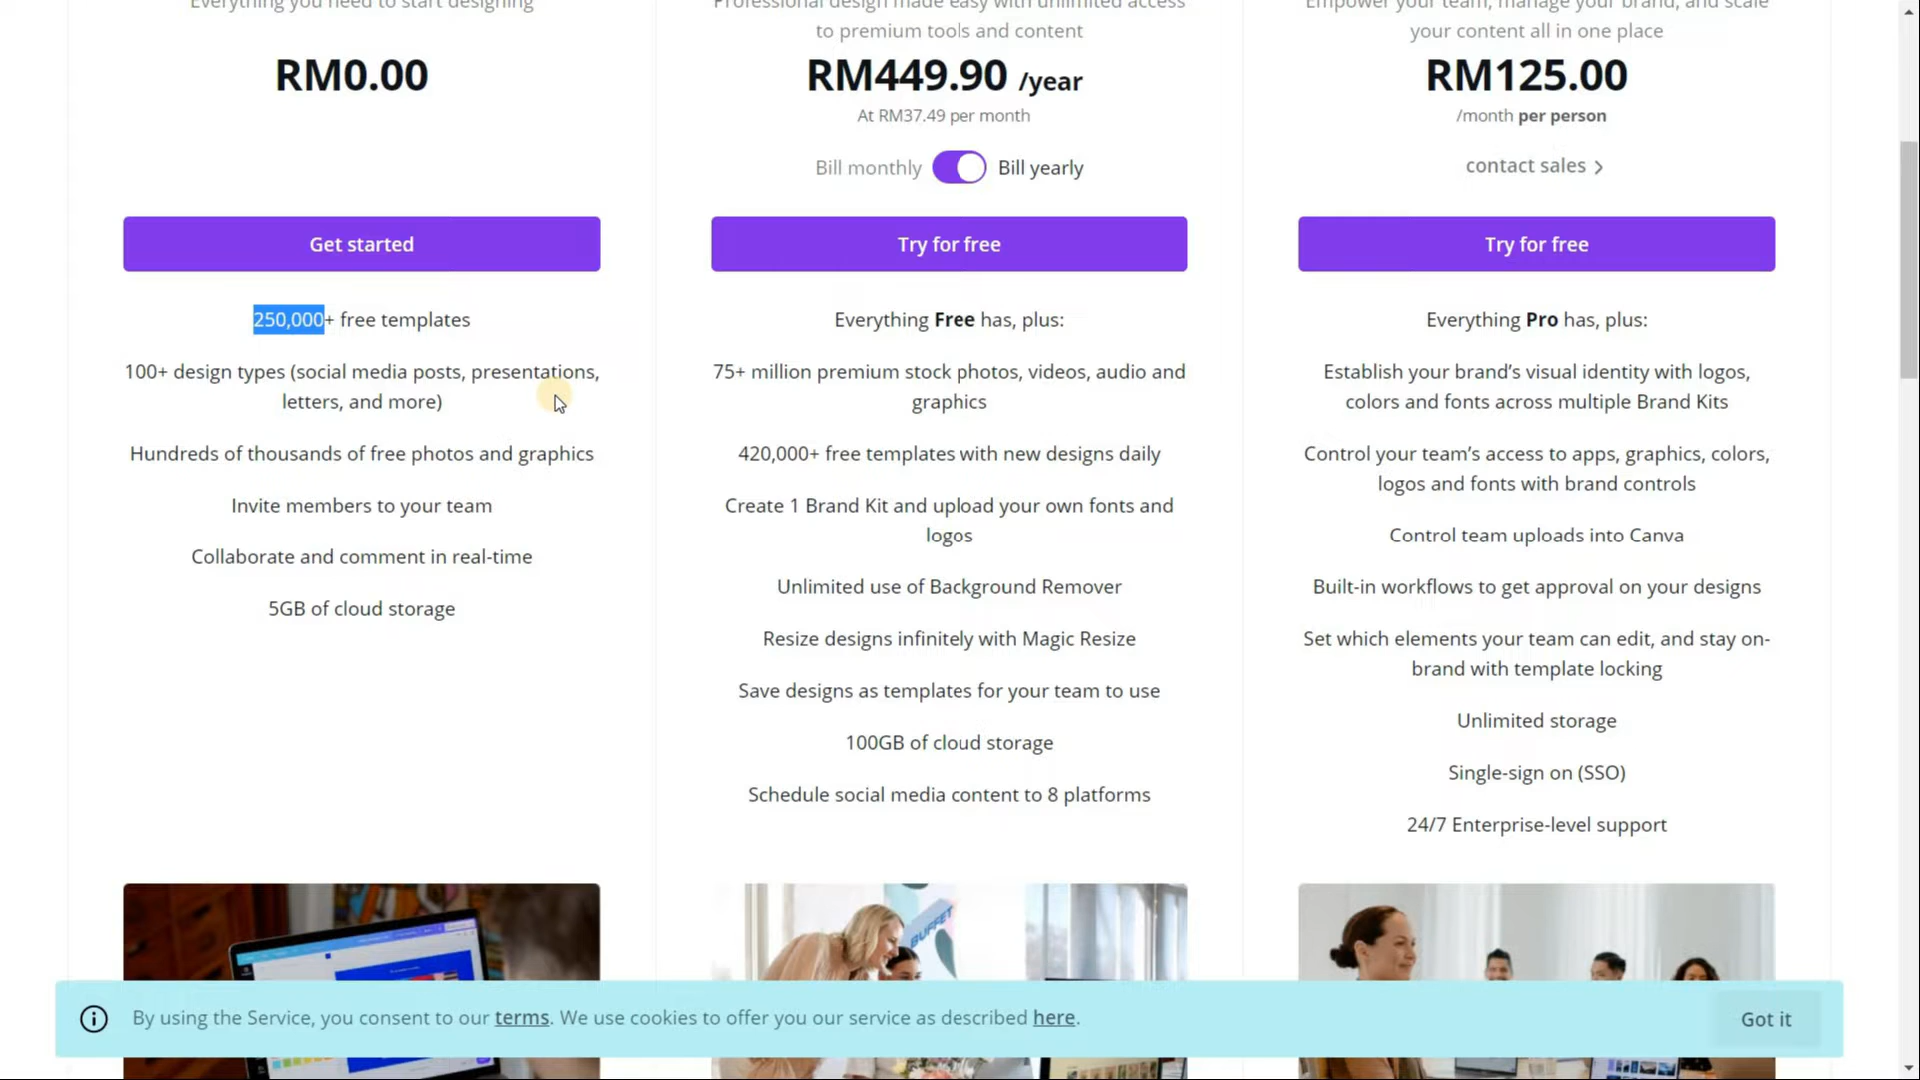 Everything you need to start designing
RM0.00
Get started
250,000+ free templates
100+ design types (social media posts, presentations,
letters, and more)
Hundreds of thousands of free photos and graphics
Invite members to your team
Collaborate and comment in real-time
5GB of cloud storage
Professional design made easy with unlimited access
to premium tools and content
RM449.90 /year
At RM37.49 per month
Bill monthly Bill yearly
Try for free
Everything Free has, plus:
75+ million premium stock photos, videos, audio and
graphics
420,000+ free templates with new designs daily
Create 1 Brand Kit and upload your own fonts and
logos
Unlimited use of Background Remover
Resize designs infinitely with Magic Resize
Save designs as templates for your team to use
100GB of cloud storage
Schedule social media content to 8 platforms
Empower your team, manage your brand, and scale
your content all in one place
RM125.00
/month per person
contact sales
Try for free
Everything Pro has, plus:
Establish your brand’s visual identity with logos,
colors and fonts across multiple Brand Kits
Control your team’s access to apps, graphics, colors,
logos and fonts with brand controls
Control team uploads into Canva
Built-in workflows to get approval on your designs
Set which elements your team can edit, and stay on-
brand with template locking
Unlimited storage
Single-sign on (SSO)
24/7 Enterprise-level support
BUFFET
By using the Service, you consent to our terms. We use cookies to offer you our service as described here.
Got it